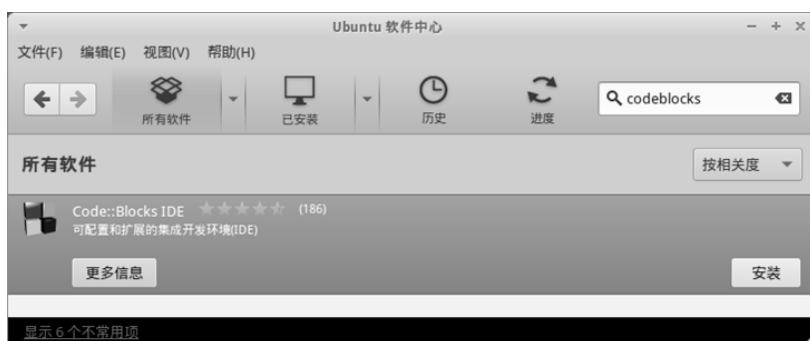 Ubuntu 软件中心
文件(F) 编辑(E) 视图(V) 帮助(H)
所有软件 已安装 历史 进度 codeblocks
所有软件 按相关度
Code::Blocks IDE (186)
可配置和扩展的集成开发环境(IDE)
更多信息 安装
显示 6 个不常用项